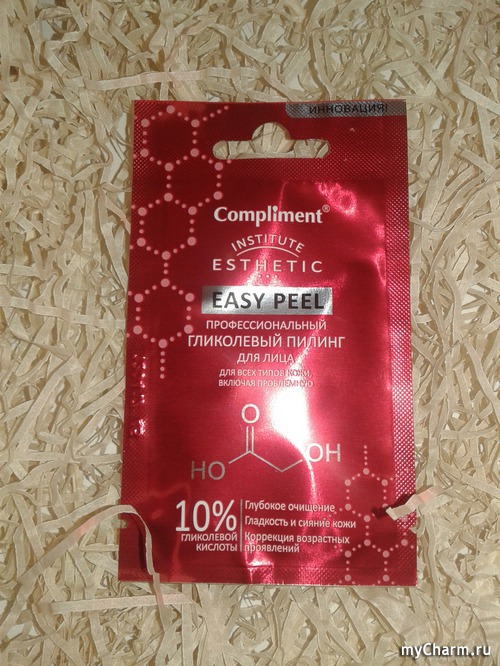 ИННОВАЦИЯ!
Compliment®
INSTITUTE
ESTHETIC
EASY PEEL
ПРОФЕССИОНАЛЬНЫЙ
ГЛИКОЛЕВЫЙ ПИЛИНГ
ДЛЯ ЛИЦА
ДЛЯ ВСЕХ ТИПОВ КОЖИ,
ВКЛЮЧАЯ ПРОБЛЕМНУЮ
O
HO
OH
10%
ГЛИКОЛЕВОЙ
КИСЛОТЫ
Глубокое очищение
Гладкость и сияние кожи
Коррекция возрастных
проявлений
myCharm.ru